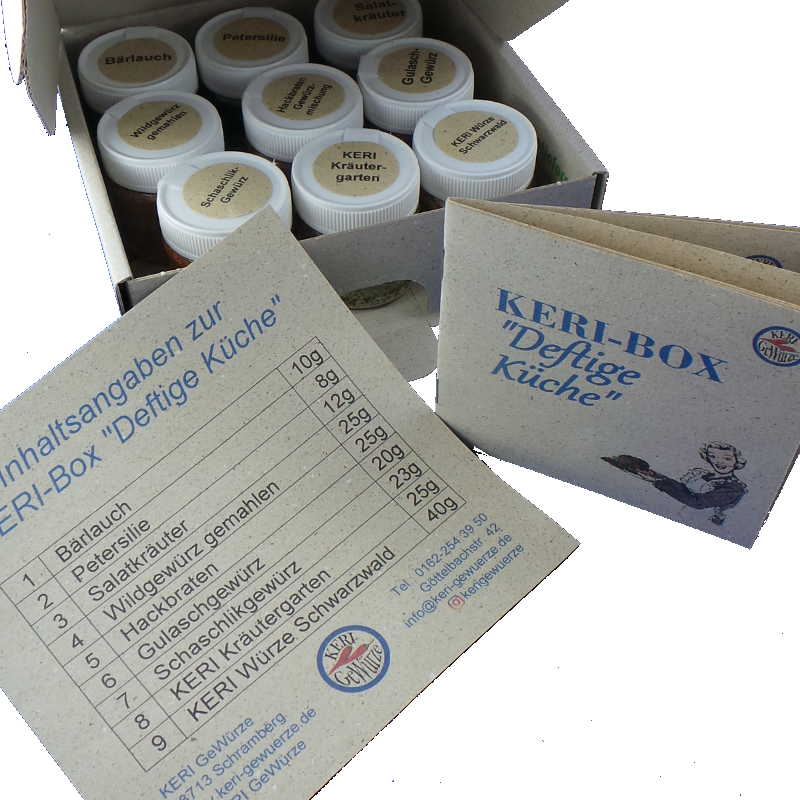 Bärlauch
Petersilie
Salat-
kräuter
Wildgewürz
gemahlen
Hackbraten
Gewürz-
mischung
Gulasch-
Gewürz
Schaschlik-
Gewürz
KERI
Kräuter-
garten
KERI Würze
Schwarzwald
KERI-BOX
"Deftige
Küche"
KERI
GeWürze
Inhaltsangaben zur
ERI-Box "Deftige Küche"
1 Bärlauch 10g
2 Petersilie 8g
3 Salatkräuter 12g
4 Wildgewürz gemahlen 25g
5 Hackbraten 25g
6 Gulaschgewürz 20g
7 Schaschlikgewürz 23g
8 KERI Kräutergarten 25g
9 KERI Würze Schwarzwald 40g
Tel: 0162-254 39 50
Göttelbachstr. 42
info@keri-gewuerze.de
kerigewuerze
KERI
GeWürze
KERI GeWürze
8713 Schramberg
.keri-gewuerze.de
RI GeWürze